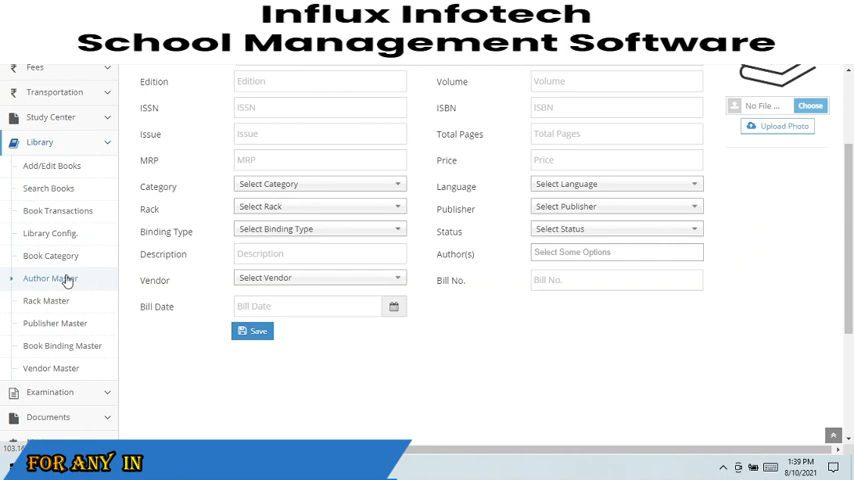 Influx Infotech
School Management Software
Fees
Transportation
Study Center
Library
Add/Edit Books
Search Books
Book Transactions
Library Config.
Book Category
Author Master
Rack Master
Publisher Master
Book Binding Master
Vendor Master
Examination
Documents
Edition Edition Volume Volume
ISSN ISSN ISBN ISBN
Issue Issue Total Pages Total Pages
MRP MRP Price Price
Category Select Category Language Select Language
Rack Select Rack Publisher Select Publisher
Binding Type Select Binding Type Status Select Status
Description Description Author(s) Select Some Options
Vendor Select Vendor Bill No. Bill No.
Bill Date Bill Date
Save
No File ... Choose
Upload Photo
103.16
FOR ANY IN
1:39 PM
8/10/2021